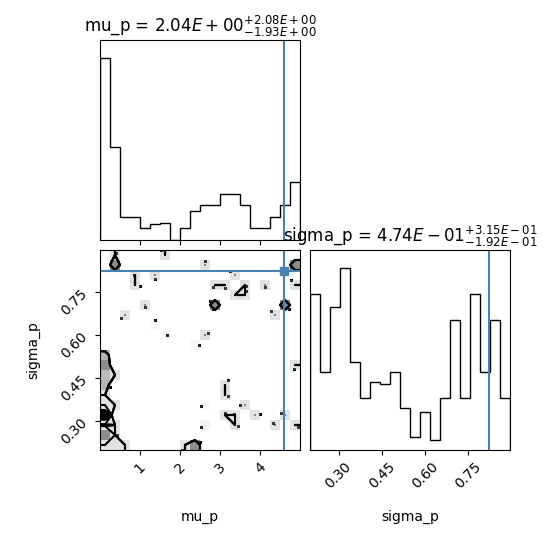 mu_p = 2.04E+00+2.08E+00
−1.93E+00
sigma_p = 4.74E−01+3.15E−01
−1.92E−01
sigma_p
0.75
0.60
0.45
0.30
1 2 3 4
0.30 0.45 0.60 0.75
mu_p
sigma_p